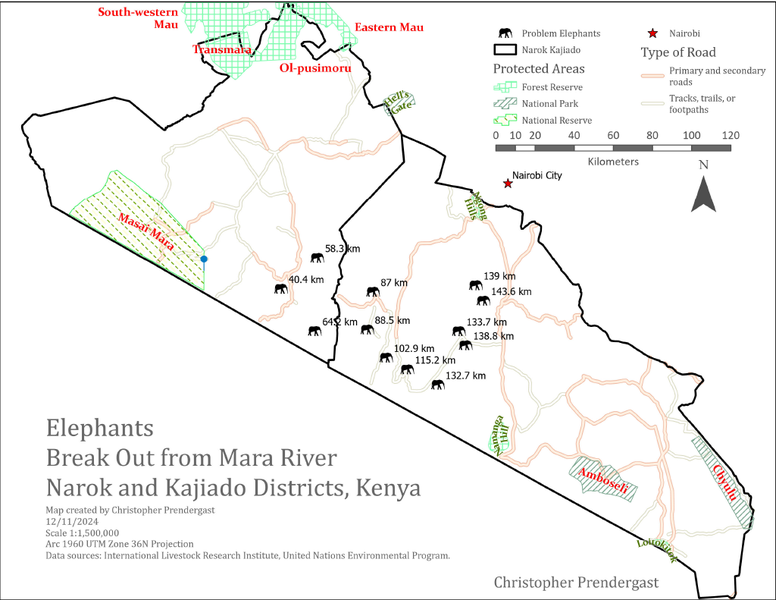 South-western
Mau
Eastern Mau
Transmara
Ol-pusimoru
Hell's
Gate
Problem Elephants
Narok Kajiado
Protected Areas
Forest Reserve
National Park
National Reserve
Nairobi
Type of Road
Primary and secondary
roads
Tracks, trails, or
footpaths
0 10 20 40 60 80 100 120
Kilometers
N
Nairobi City
Ngong
Hills
Masai Mara
58.3 km
40.4 km
64.2 km
87 km
88.5 km
139 km
143.6 km
133.7 km
138.8 km
102.9 km
115.2 km
132.7 km
Namanga
Hill
Amboseli
Chyulu
Loitokitok
Elephants
Break Out from Mara River
Narok and Kajiado Districts, Kenya
Map created by Christopher Prendergast
12/11/2024
Scale 1:1,500,000
Arc 1960 UTM Zone 36N Projection
Data sources: International Livestock Research Institute, United Nations Environmental Program.
Christopher Prendergast